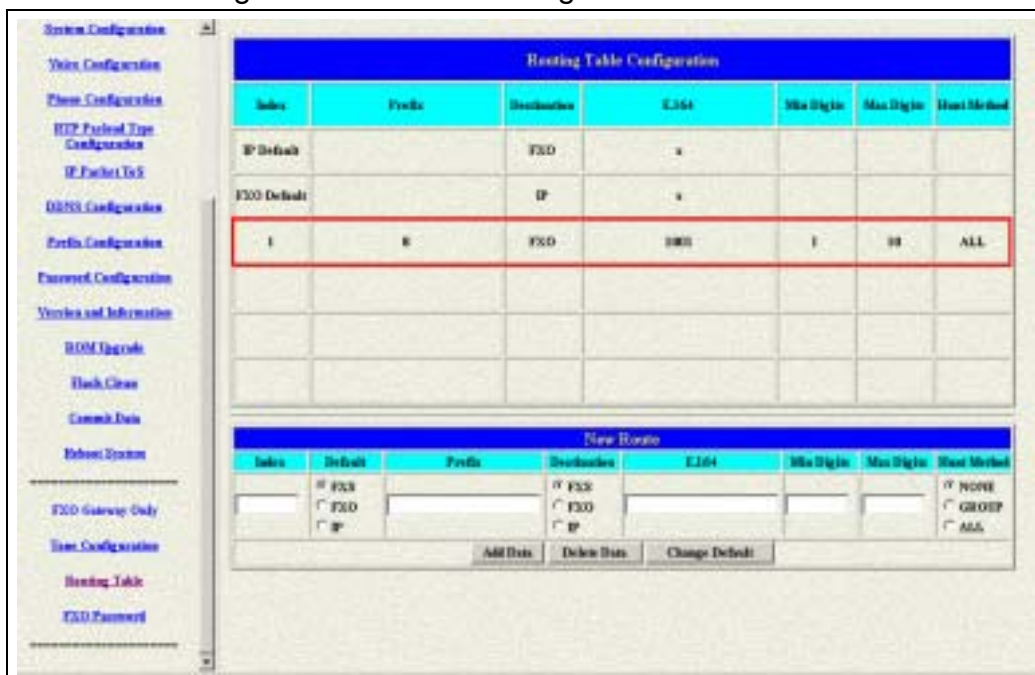 System Configuration
Voice Configuration
Phone Configuration
RTP Payload Type
Configuration
IP Packet ToS
DDNS Configuration
Prefix Configuration
Password Configuration
Version and Information
ROM Upgrade
Flash Clean
Commit Data
Reboot System
FXO Gateway Only
Tone Configuration
Routing Table
FXO Password
Routing Table Configuration
Index Prefix Destination E.164 Min Digits Max Digits Hunt Method
IP Default FXO x
FXO Default IP x
1 FXO 1001 1 10 ALL
New Route
Index Default Prefix Destination E.164 Min Digits Max Digits Hunt Method
FXS FXS NONE
FXO FXO GROUP
IP IP ALL
Add Data Delete Data Change Default